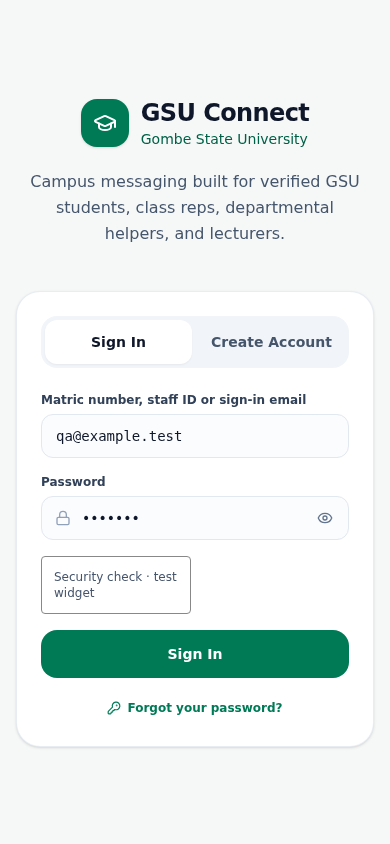 GSU Connect
Gombe State University
Campus messaging built for verified GSU
students, class reps, departmental
helpers, and lecturers.
Sign In
Create Account
Matric number, staff ID or sign-in email
qa@example.test
Password
•••••••
Security check · test
widget
Sign In
Forgot your password?